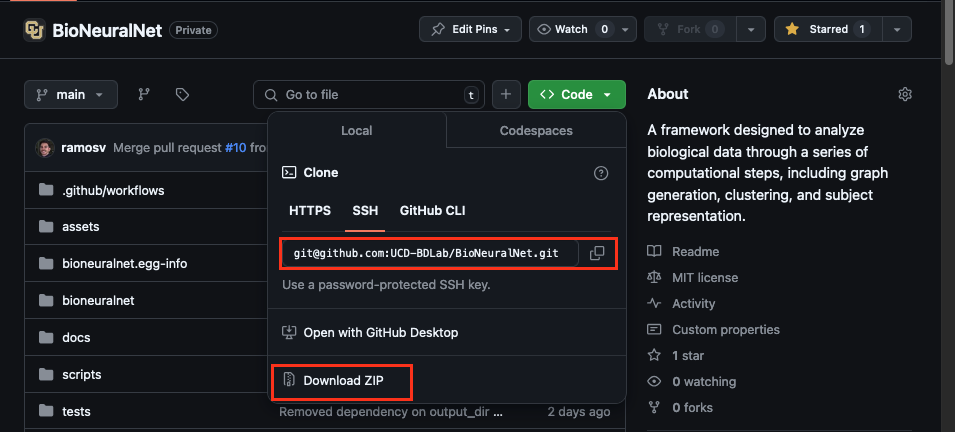 BioNeuralNet Private
Edit Pins
Watch 0
Fork 0
Starred 1
main
Go to file
t
Code
ramosv Merge pull request #10 fro
.github/workflows
assets
bioneuralnet.egg-info
bioneuralnet
docs
scripts
tests
Local
Codespaces
Clone
HTTPS
SSH
GitHub CLI
git@github.com:UCD-BDLab/BioNeuralNet.git
Use a password-protected SSH key.
Open with GitHub Desktop
Download ZIP
Removed dependency on output_dir ...
2 days ago
About
A framework designed to analyze
biological data through a series of
computational steps, including graph
generation, clustering, and subject
representation.
Readme
MIT license
Activity
Custom properties
1 star
0 watching
0 forks